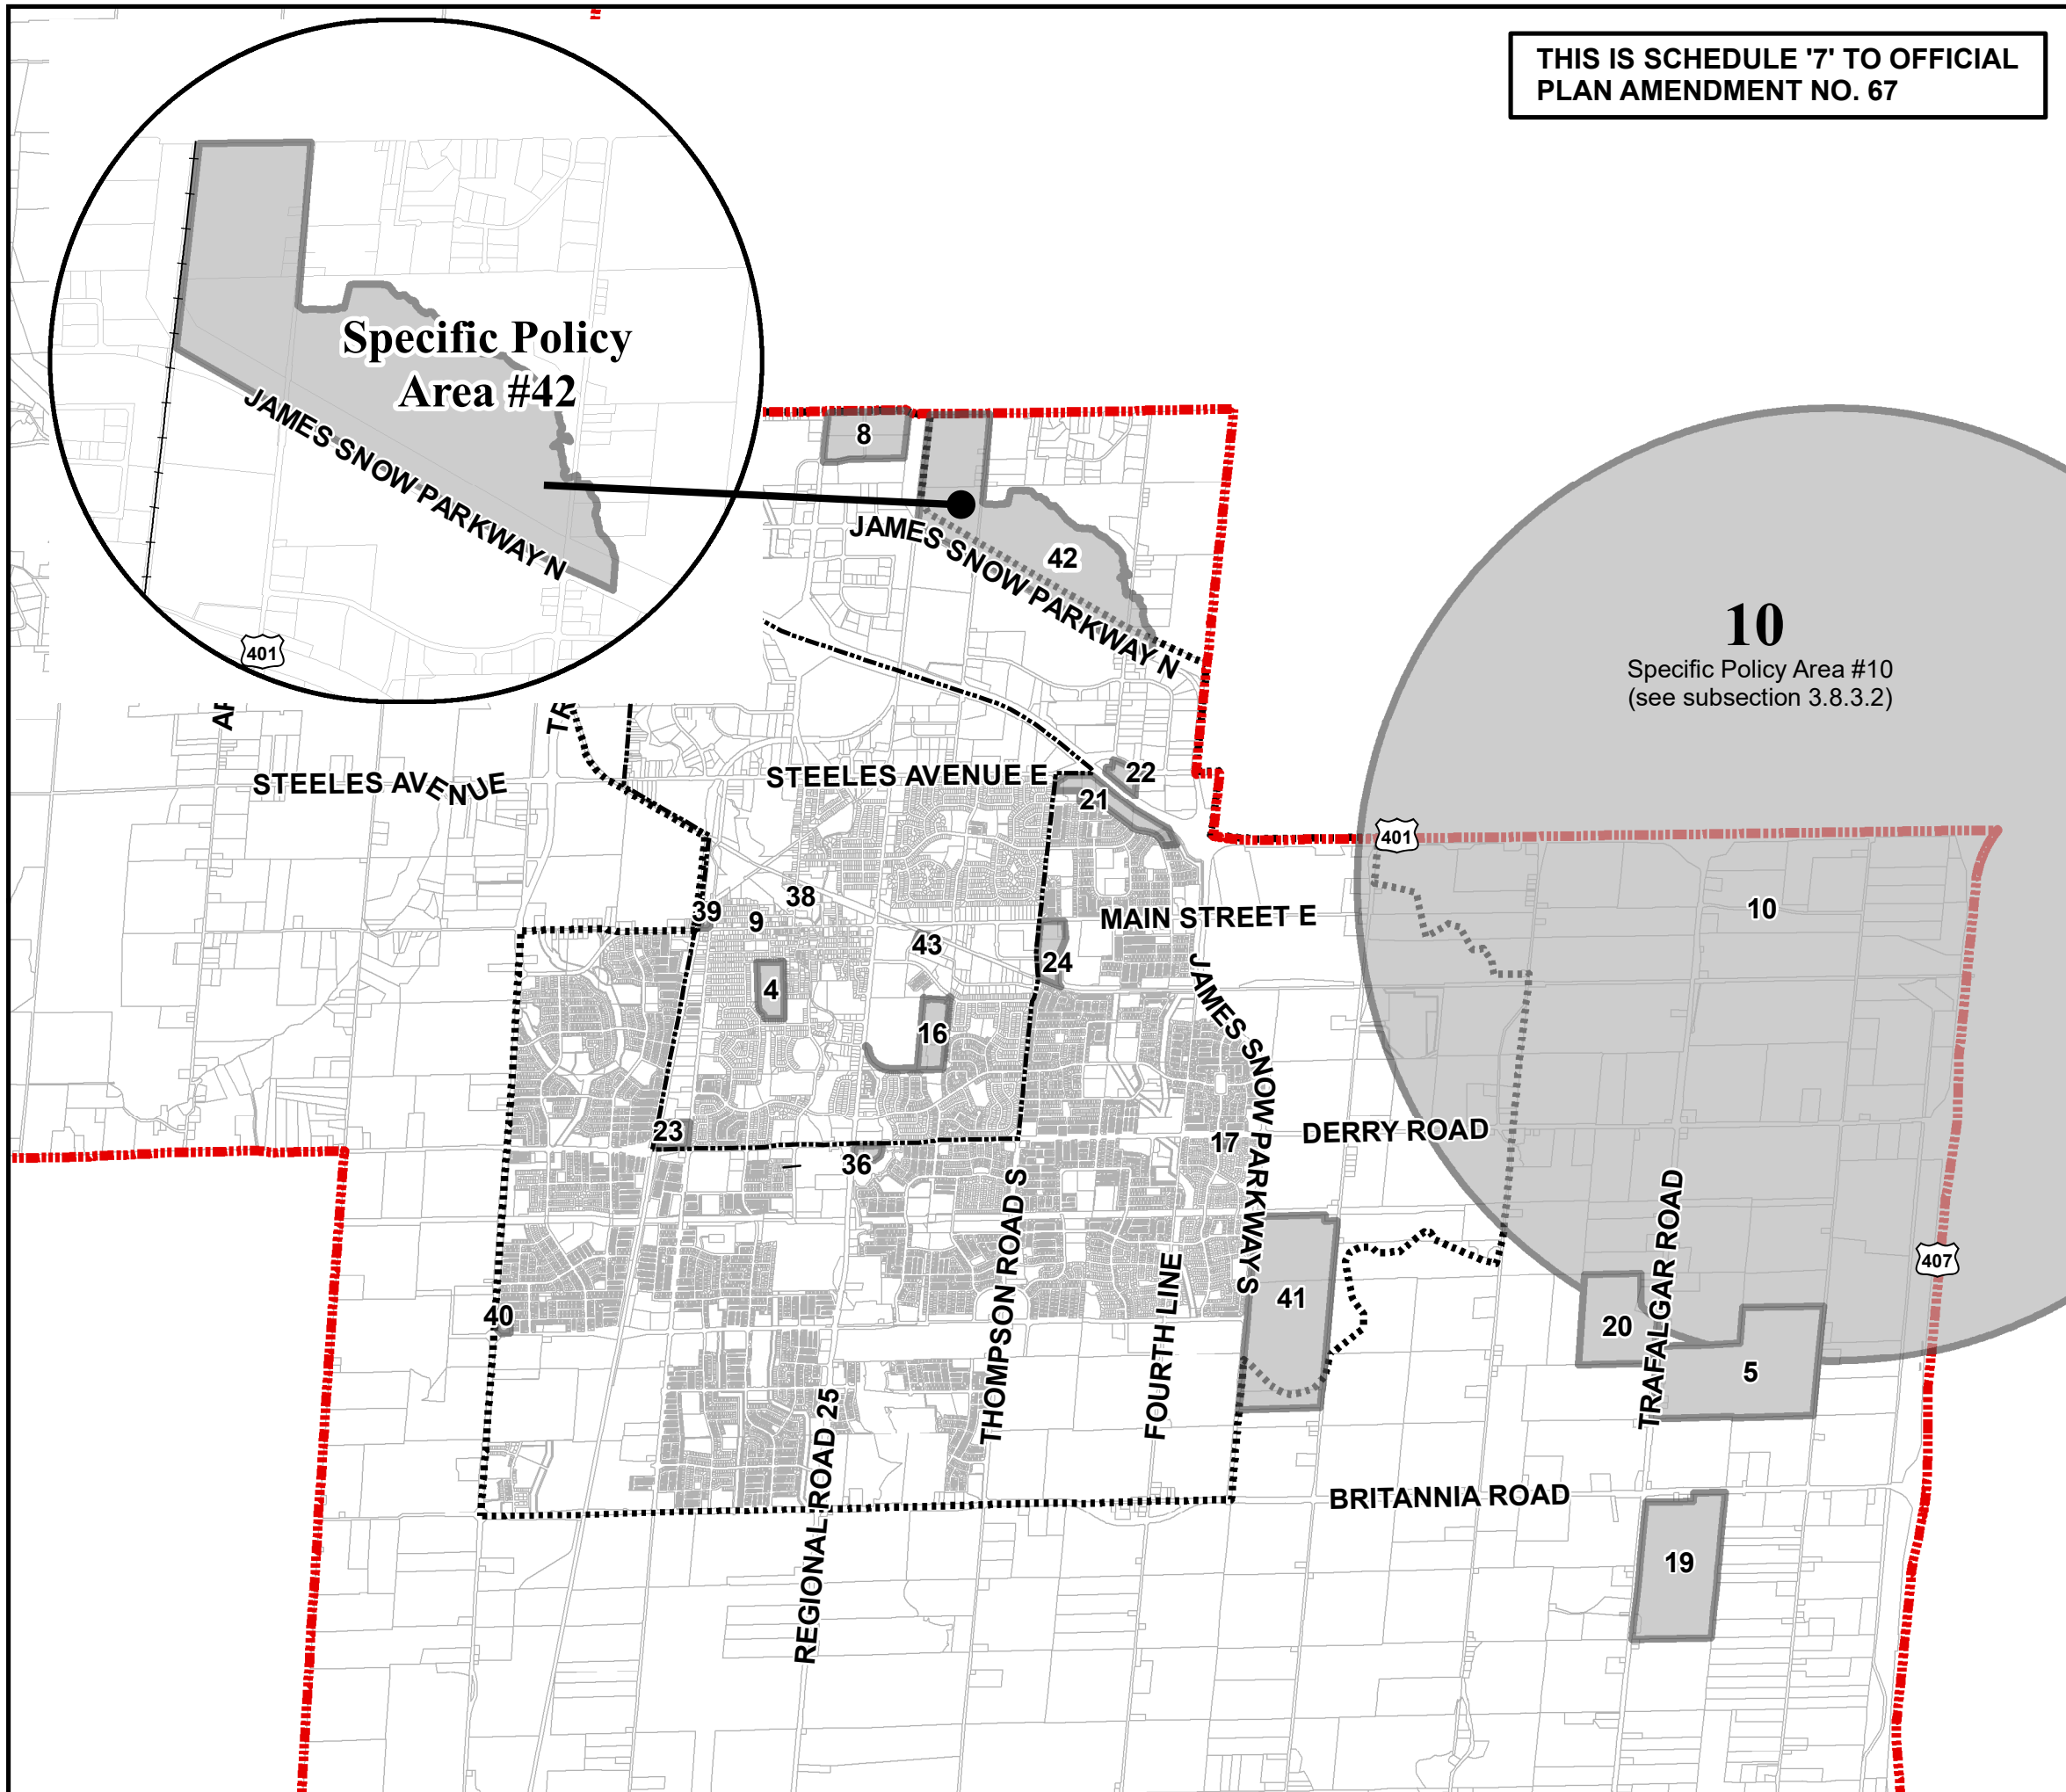 THIS IS SCHEDULE '7' TO OFFICIAL
PLAN AMENDMENT NO. 67
Specific Policy
Area #42
JAMES SNOW PARKWAY N
401
8
JAMES SNOW PARKWAY N
42
10
Specific Policy Area #10
(see subsection 3.8.3.2)
STEELES AVENUE
STEELES AVENUE E
22
21
401
38
39
9
MAIN STREET E
10
43
24
4
16
JAMES SNOW PARKWAY S
23
36
17
DERRY ROAD
THOMPSON ROAD S
FOURTH LINE
TRAFALGAR ROAD
407
41
40
20
5
REGIONAL ROAD 25
BRITANNIA ROAD
19